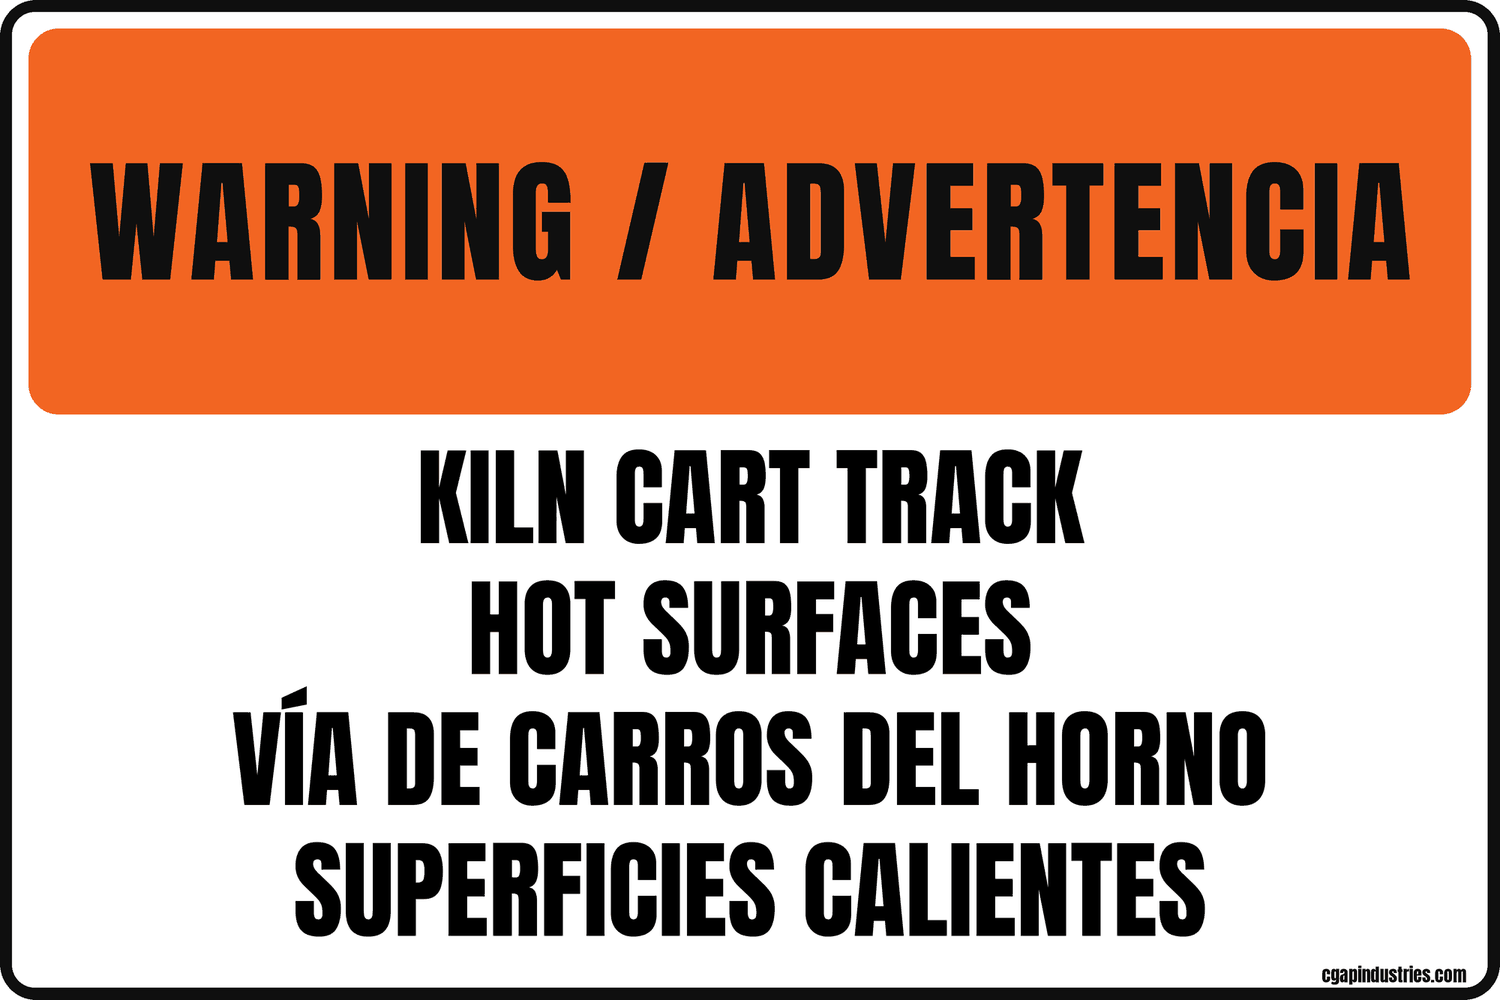 WARNING / ADVERTENCIA
KILN CART TRACK
HOT SURFACES
VÍA DE CARROS DEL HORNO
SUPERFICIES CALIENTES
cgapindustries.com